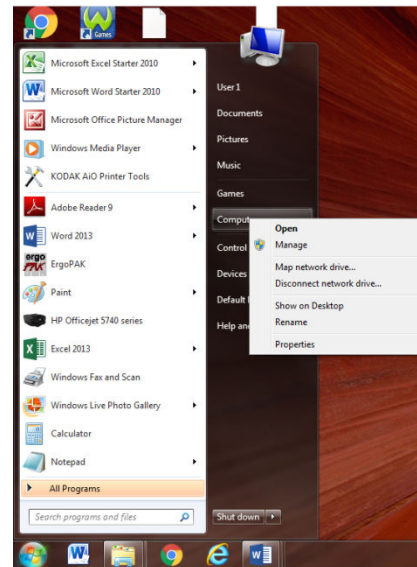 Games
Microsoft Excel Starter 2010
Microsoft Word Starter 2010
Microsoft Office Picture Manager
Windows Media Player
KODAK AiO Printer Tools
Adobe Reader 9
Word 2013
ergo
PAK
ErgoPAK
Paint
HP Officejet 5740 series
Excel 2013
Windows Fax and Scan
Windows Live Photo Gallery
Calculator
Notepad
All Programs
Search programs and files
User 1
Documents
Pictures
Music
Games
Compute
Control
Devices
Default
Help and
Shut down
Open
Manage
Map network drive...
Disconnect network drive...
Show on Desktop
Rename
Properties